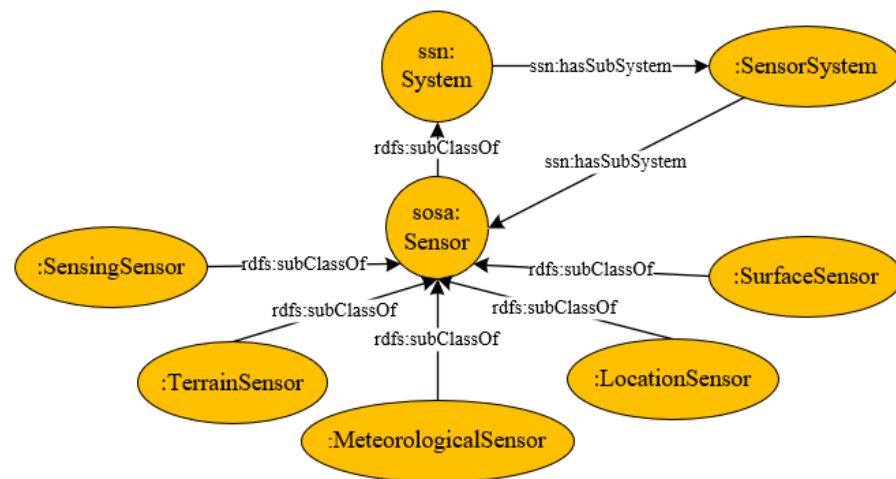 ssn:
System
ssn:hasSubSystem
:SensorSystem
rdfs:subClassOf
ssn:hasSubSystem
sosa:
Sensor
:SensingSensor
rdfs:subClassOf
rdfs:subClassOf
:SurfaceSensor
rdfs:subClassOf
rdfs:subClassOf
rdfs:subClassOf
:TerrainSensor
:LocationSensor
:MeteorologicalSensor